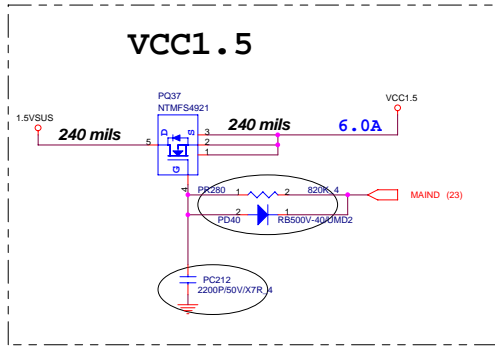 VCC1.5
PQ37
NTMFS4921
1.5VSUS
VCC1.5
240 mils
5
D
S
3
2
1
240 mils
6.0A
G
4
PR280
1
2
820K_4
MAIND (23)
PD40
2
1
RB500V-40/UMD2
PC212
2200P/50V/X7R_4